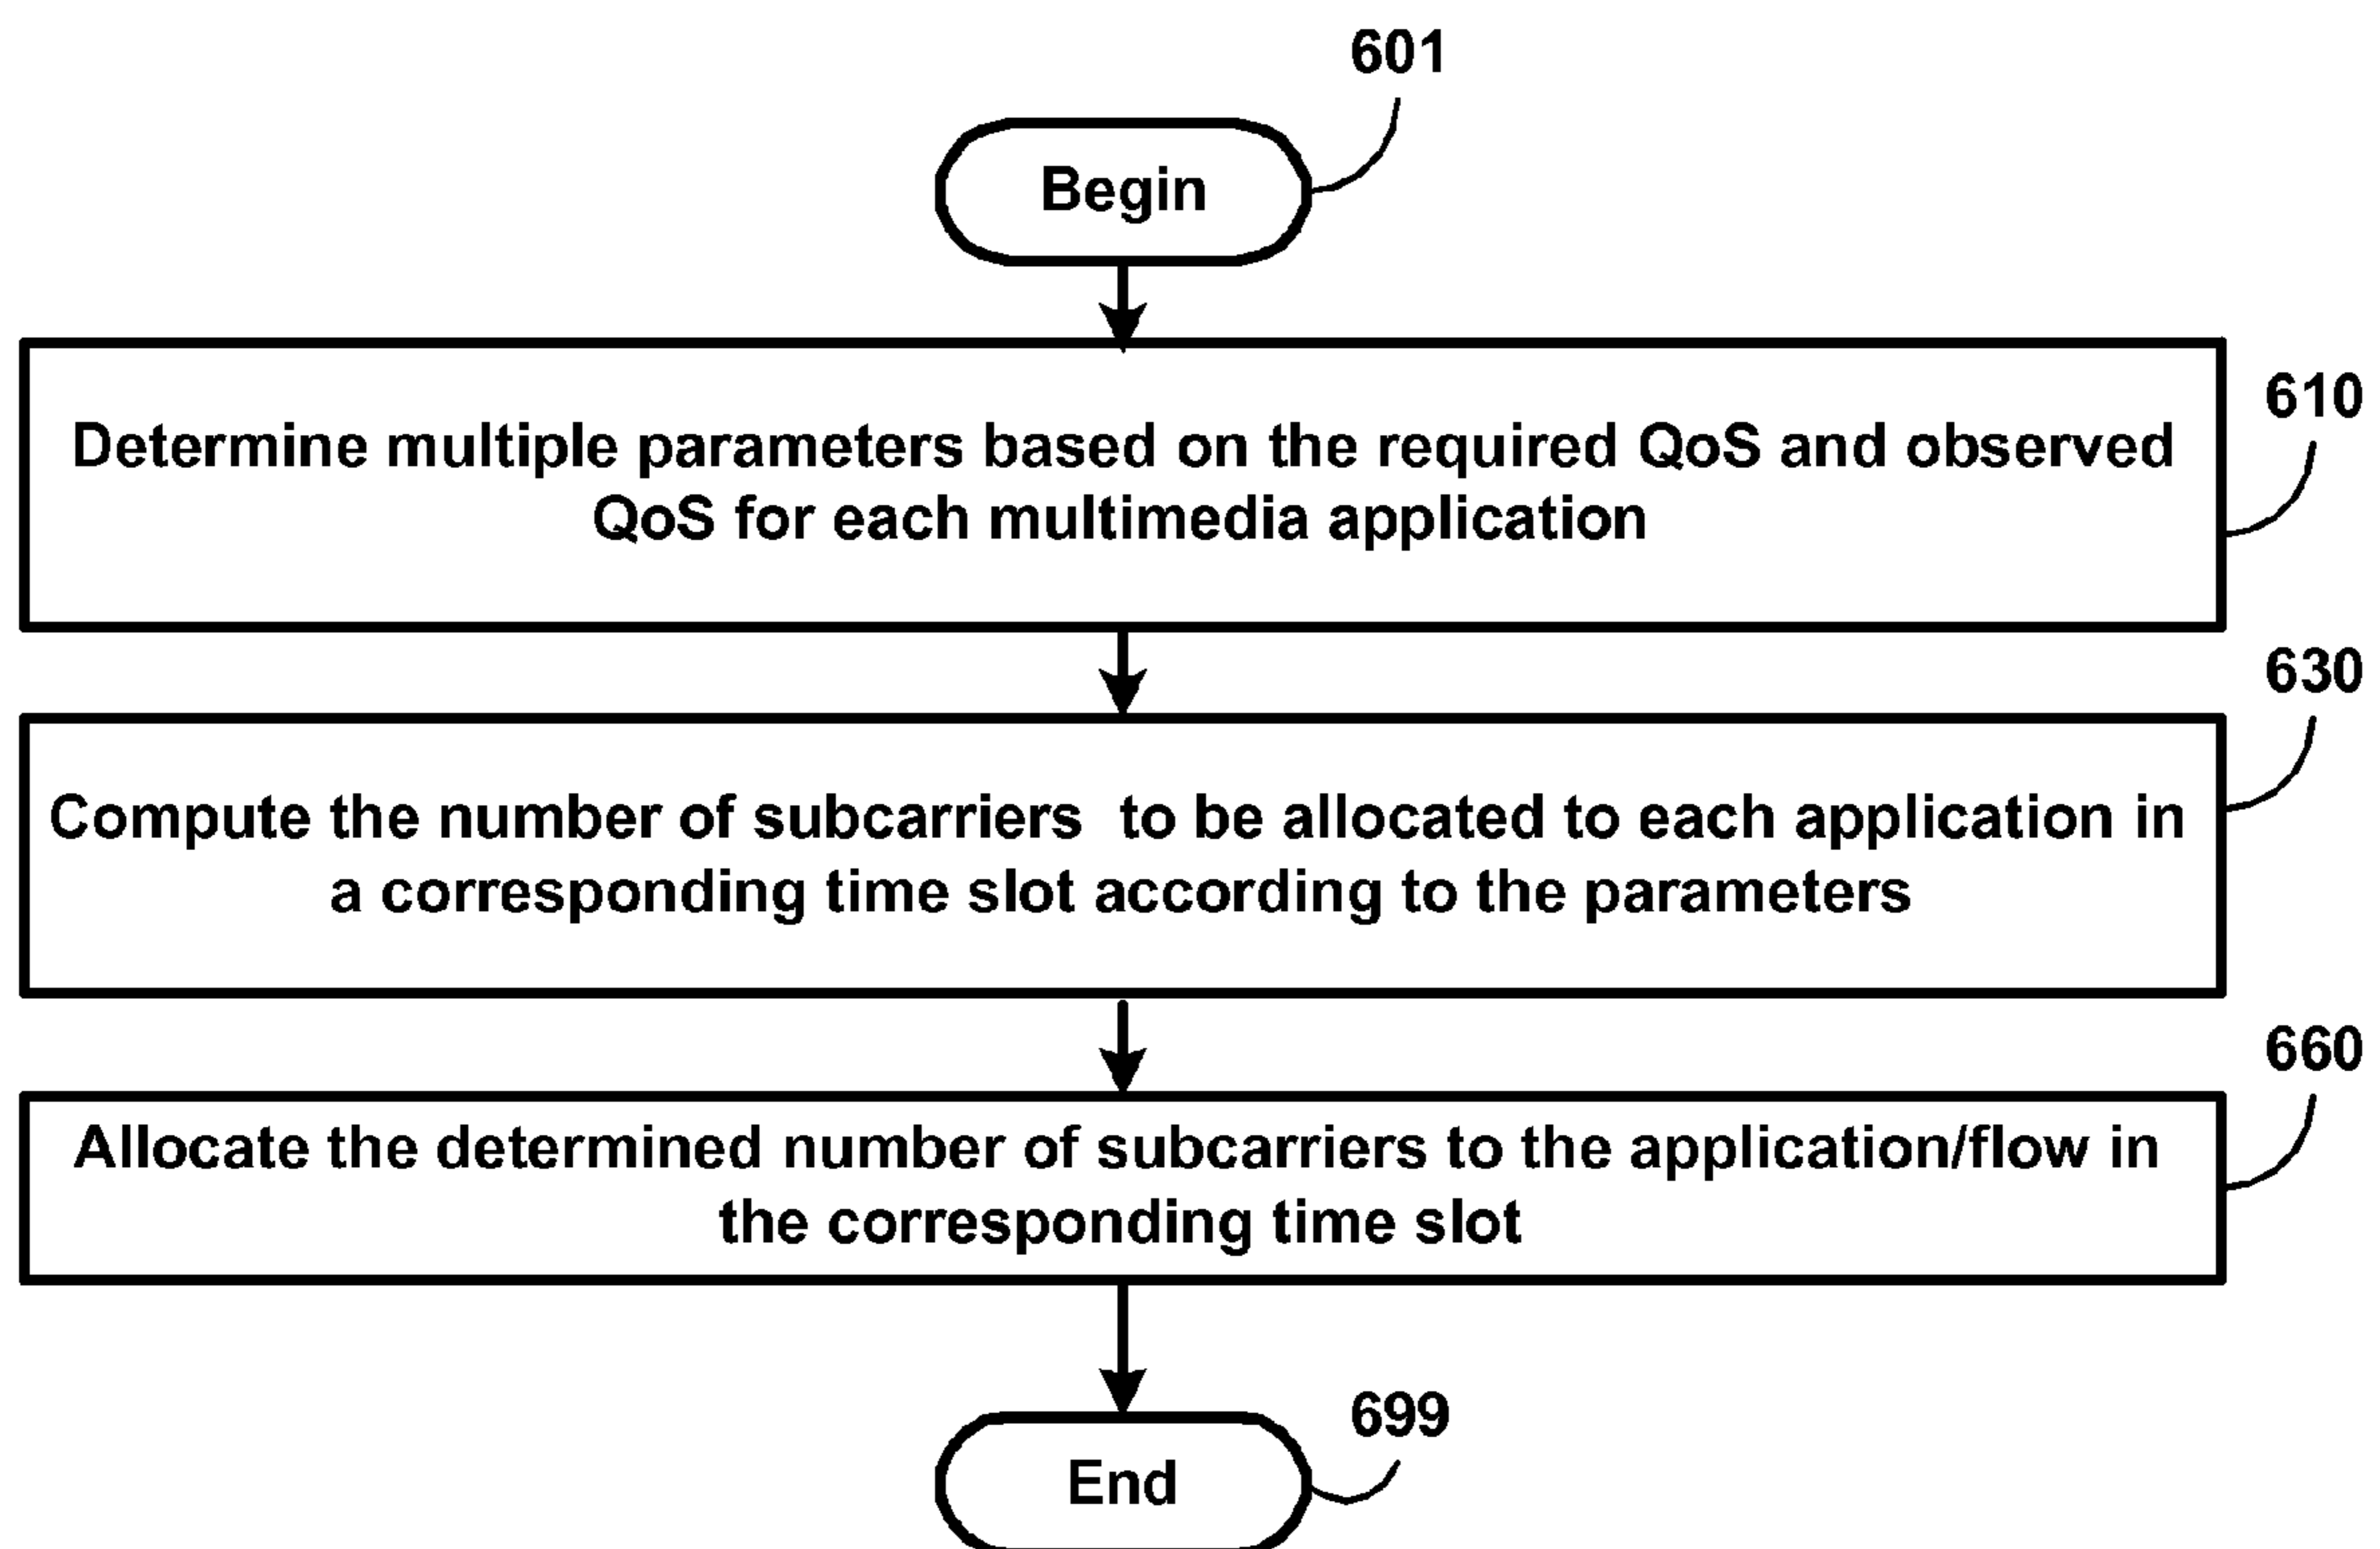 601
Begin
610
Determine multiple parameters based on the required QoS and observed
QoS for each multimedia application
630
Compute the number of subcarriers to be allocated to each application in
a corresponding time slot according to the parameters
660
Allocate the determined number of subcarriers to the application/flow in
the corresponding time slot
699
End